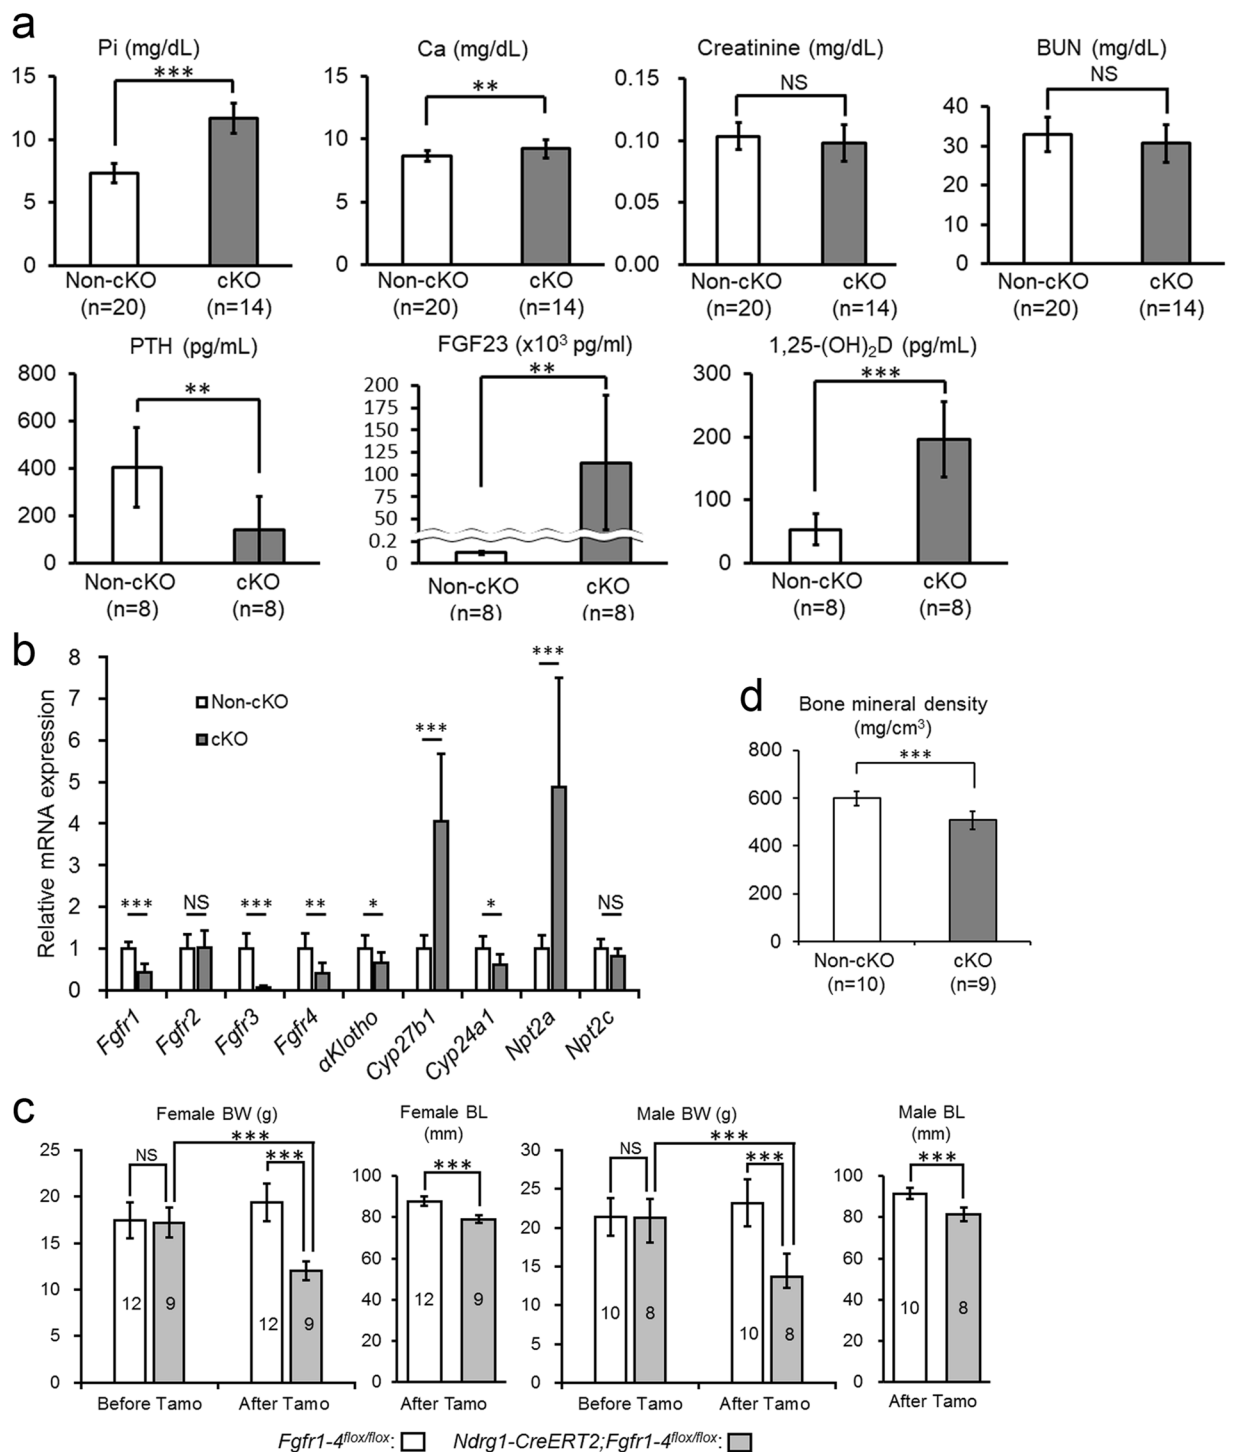 a
Pi (mg/dL)
Ca (mg/dL)
Creatinine (mg/dL)
BUN (mg/dL)
***
**
NS
NS
15
10
5
0
15
10
5
0
0.15
0.10
0.05
0.00
40
30
20
10
0
Non-cKO
(n=20)
cKO
(n=14)
Non-cKO
(n=20)
cKO
(n=14)
Non-cKO
(n=20)
cKO
(n=14)
Non-cKO
(n=20)
cKO
(n=14)
PTH (pg/mL)
FGF23 (x10³ pg/ml)
1,25-(OH)₂D (pg/mL)
**
**
***
800
600
400
200
0
200
175
150
125
100
75
50
0.2
0
300
200
100
0
Non-cKO
(n=8)
cKO
(n=8)
Non-cKO
(n=8)
cKO
(n=8)
Non-cKO
(n=8)
cKO
(n=8)
b
Relative mRNA expression
8
7
6
5
4
3
2
1
0
Non-cKO
cKO
***
NS
***
**
*
***
*
***
NS
Fgfr1
Fgfr2
Fgfr3
Fgfr4
αKlotho
Cyp27b1
Cyp24a1
Npt2a
Npt2c
d
Bone mineral density
(mg/cm³)
***
800
600
400
200
0
Non-cKO
(n=10)
cKO
(n=9)
c
Female BW (g)
25
20
15
10
5
0
NS
***
***
12
9
12
9
Before Tamo
After Tamo
Female BL
(mm)
100
80
60
40
20
0
***
12
9
After Tamo
Male BW (g)
30
25
20
15
10
5
0
NS
***
***
10
8
10
8
Before Tamo
After Tamo
Male BL
(mm)
100
80
60
40
20
0
***
10
8
After Tamo
Fgfr1-4flox/flox:
Ndrg1-CreERT2;Fgfr1-4flox/flox: